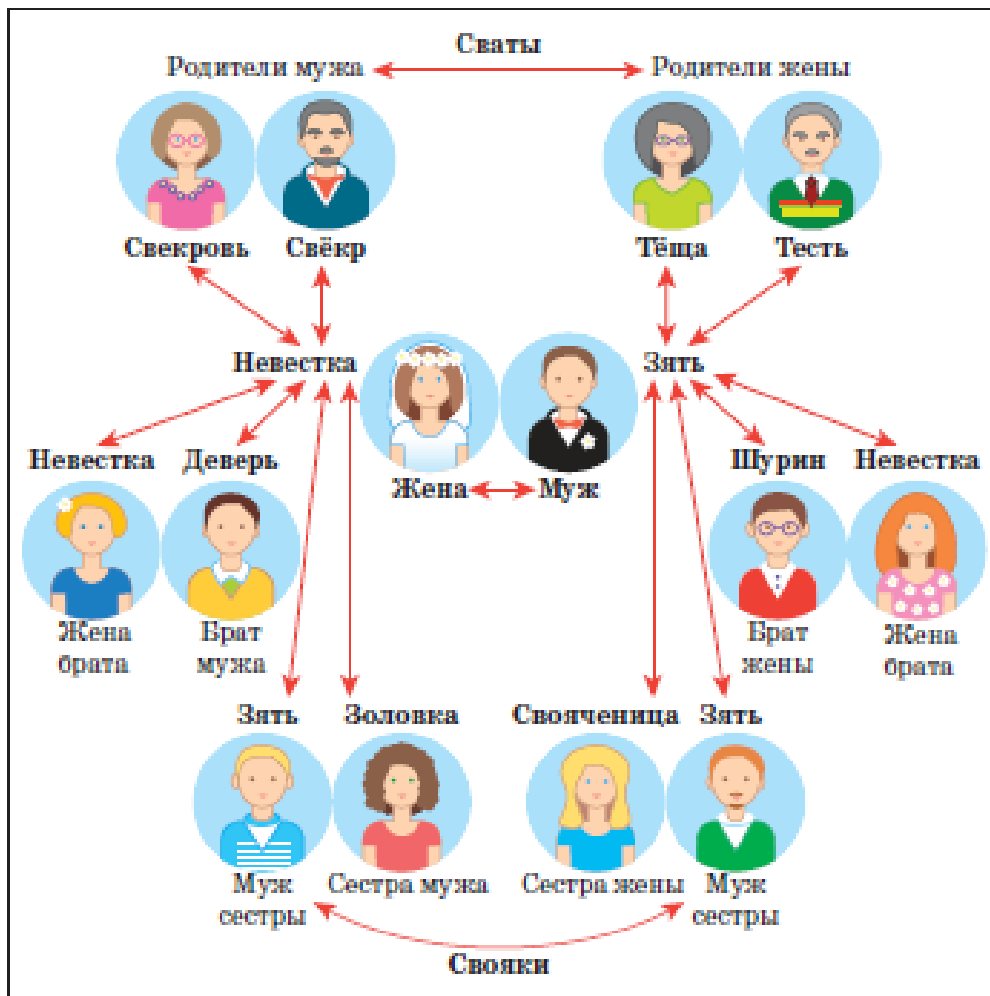 Сваты
Родители мужа
Родители жены
Свекровь
Свёкр
Тёща
Тесть
Невестка
Зять
Невестка
Деверь
Жена
Муж
Шурин
Невестка
Жена
брата
Брат
мужа
Брат
жены
Жена
брата
Зять
Золовка
Свояченица
Зять
Муж
сестры
Сестра мужа
Сестра жены
Муж
сестры
Свояки